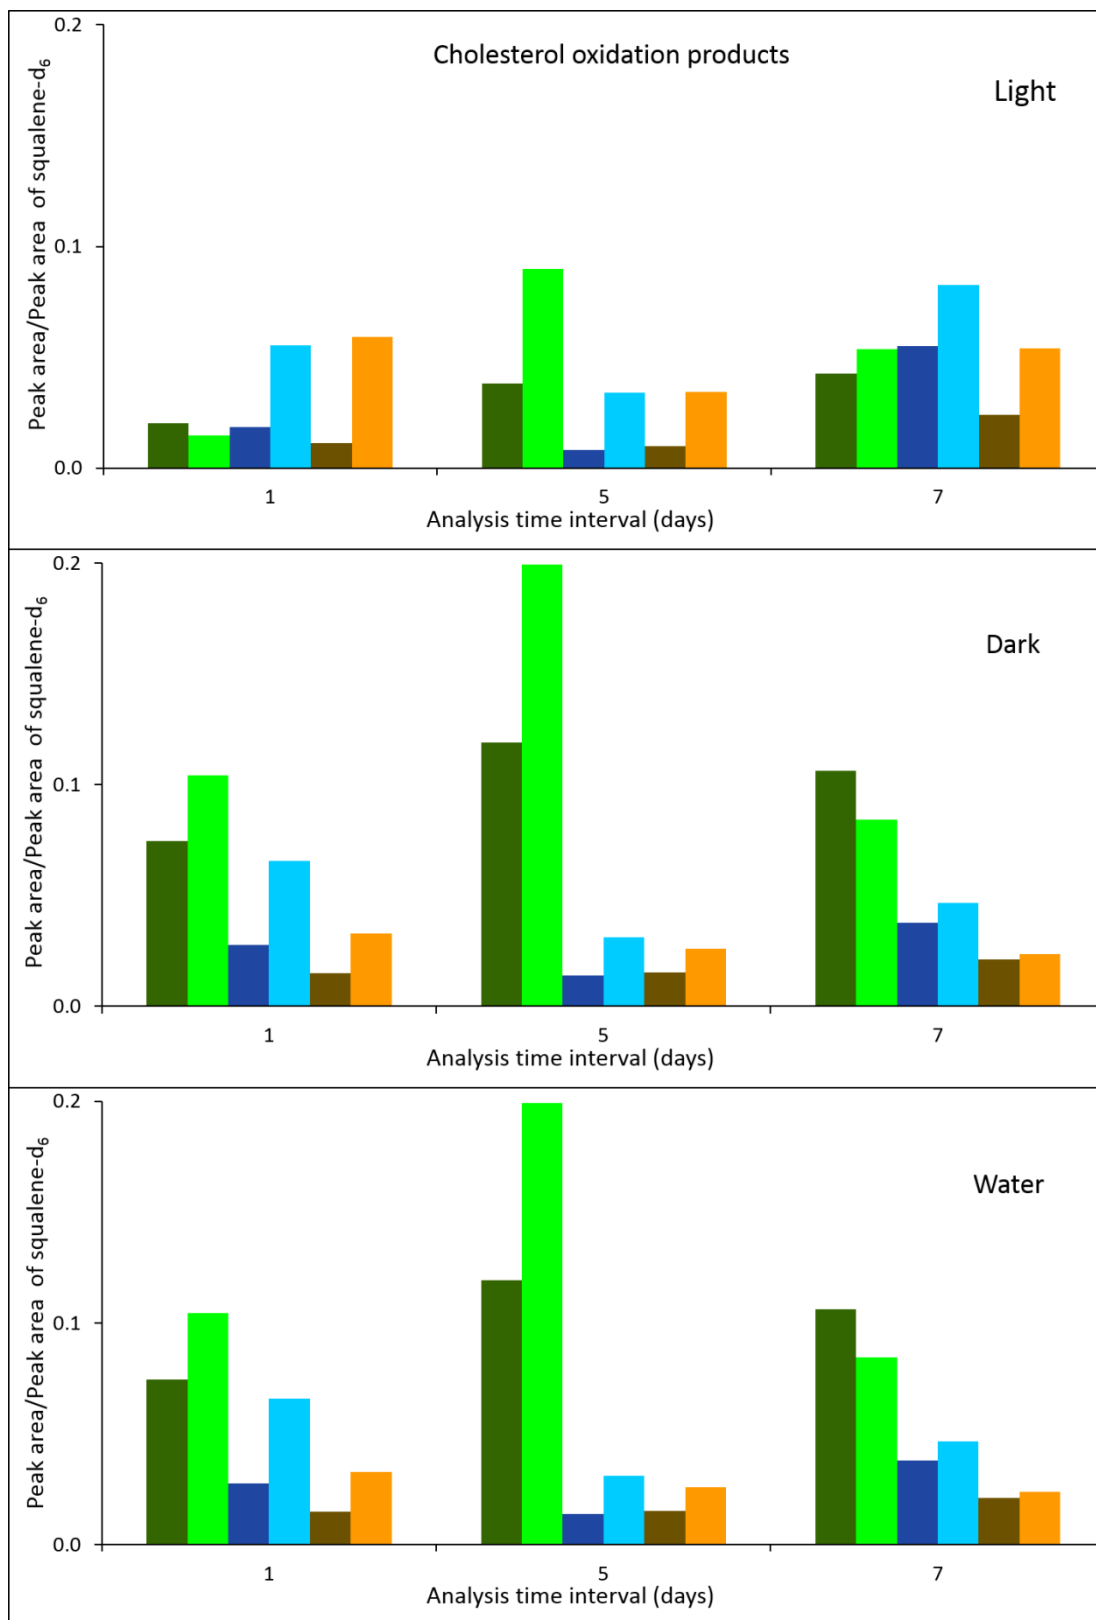 Cholesterol oxidation products
Light
Peak area/Peak area of squalene-d₆
0.2
0.1
0.0
1 5 7
Analysis time interval (days)
Dark
Peak area/Peak area of squalene-d₆
0.2
0.1
0.0
1 5 7
Analysis time interval (days)
Water
Peak area/Peak area of squalene-d₆
0.2
0.1
0.0
1 5 7
Analysis time interval (days)